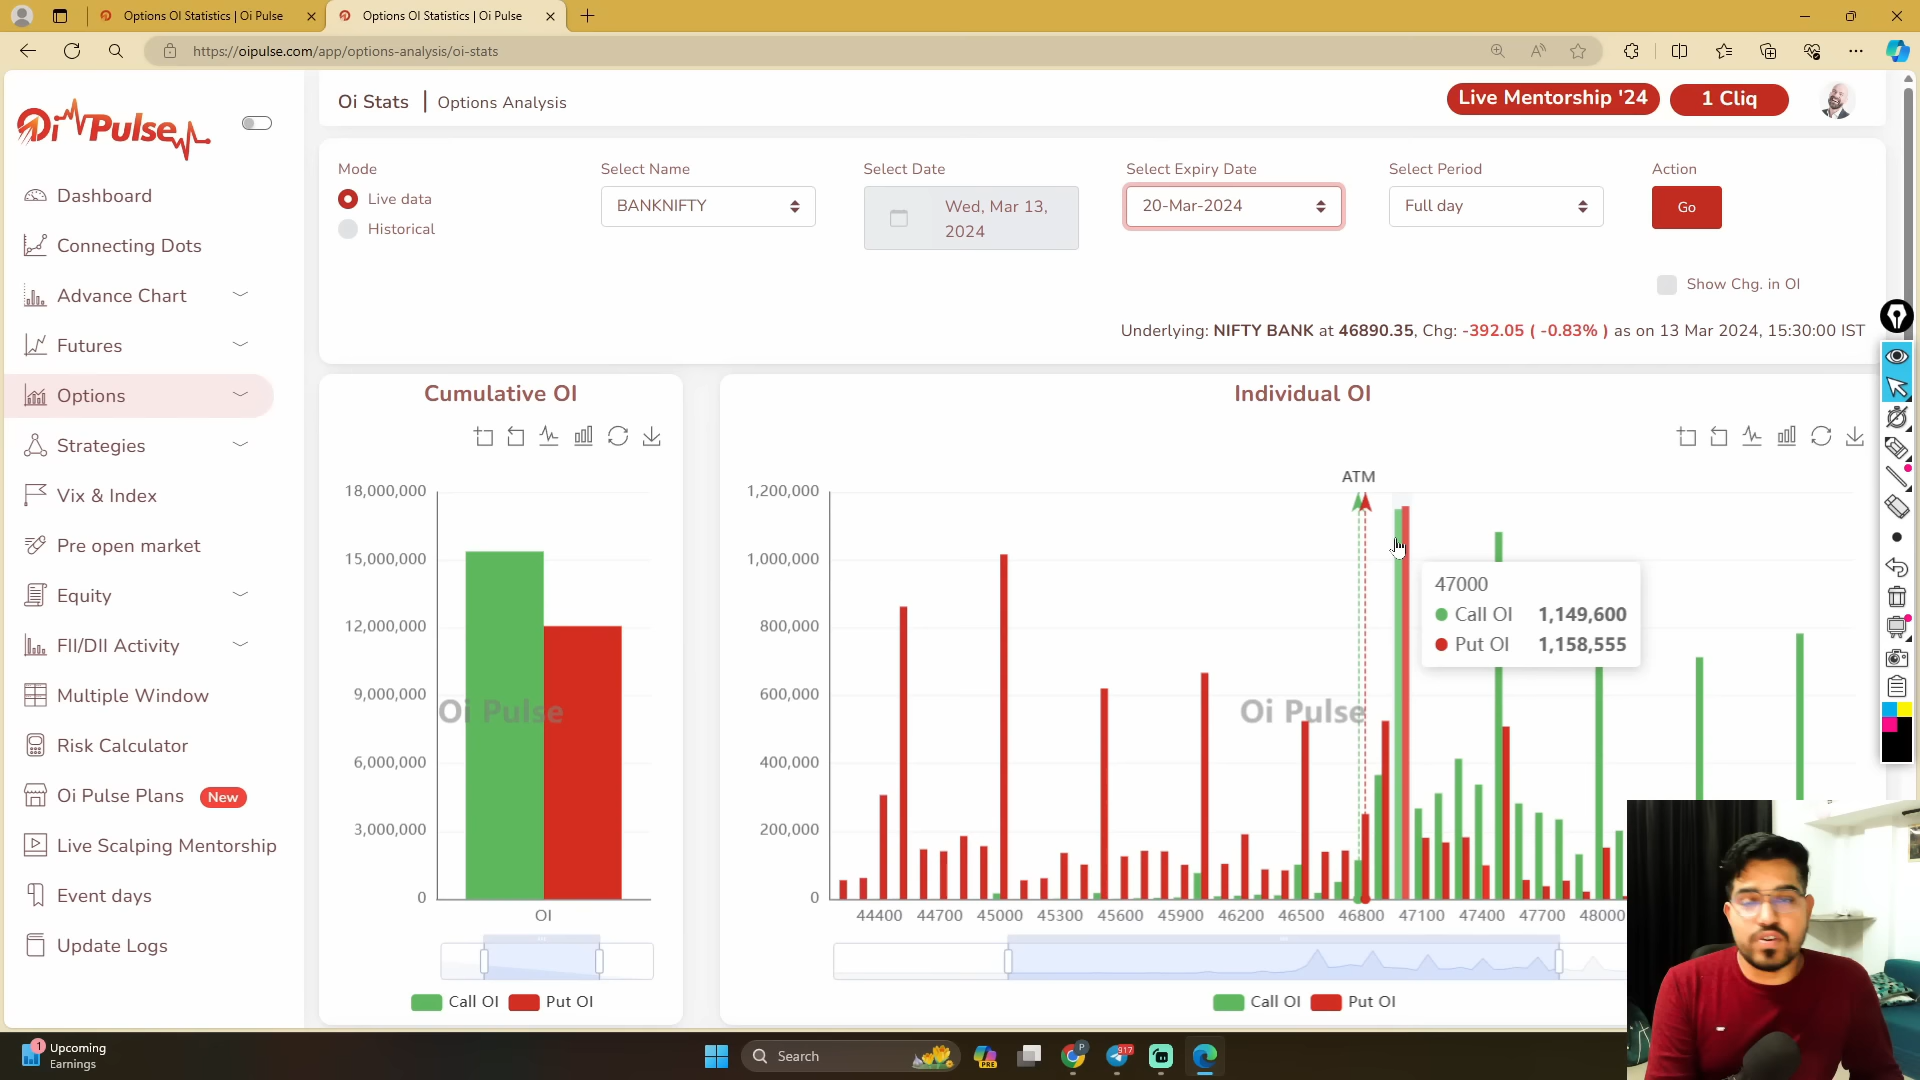 Options OI Statistics | Oi Pulse
Options OI Statistics | Oi Pulse
https://oipulse.com/app/options-analysis/oi-stats
Oi Pulse
Dashboard
Connecting Dots
Advance Chart
Futures
Options
Strategies
Vix & Index
Pre open market
Equity
FII/DII Activity
Multiple Window
Risk Calculator
Oi Pulse Plans New
Live Scalping Mentorship
Event days
Update Logs
Oi Stats | Options Analysis
Live Mentorship '24
1 Cliq
Mode
Live data
Historical
Select Name
BANKNIFTY
Select Date
Wed, Mar 13,
2024
Select Expiry Date
20-Mar-2024
Select Period
Full day
Action
Go
Show Chg. in OI
Underlying: NIFTY BANK at 46890.35, Chg: -392.05 ( -0.83% ) as on 13 Mar 2024, 15:30:00 IST
Cumulative OI
18,000,000
15,000,000
12,000,000
9,000,000
6,000,000
3,000,000
0
Oi Pulse
OI
Call OI Put OI
Individual OI
ATM
1,200,000
1,000,000
800,000
600,000
400,000
200,000
0
Oi Pulse
47000
Call OI 1,149,600
Put OI 1,158,555
44400 44700 45000 45300 45600 45900 46200 46500 46800 47100 47400 47700 48000
Call OI Put OI
1
Upcoming
Earnings
Search
PRE
P
917